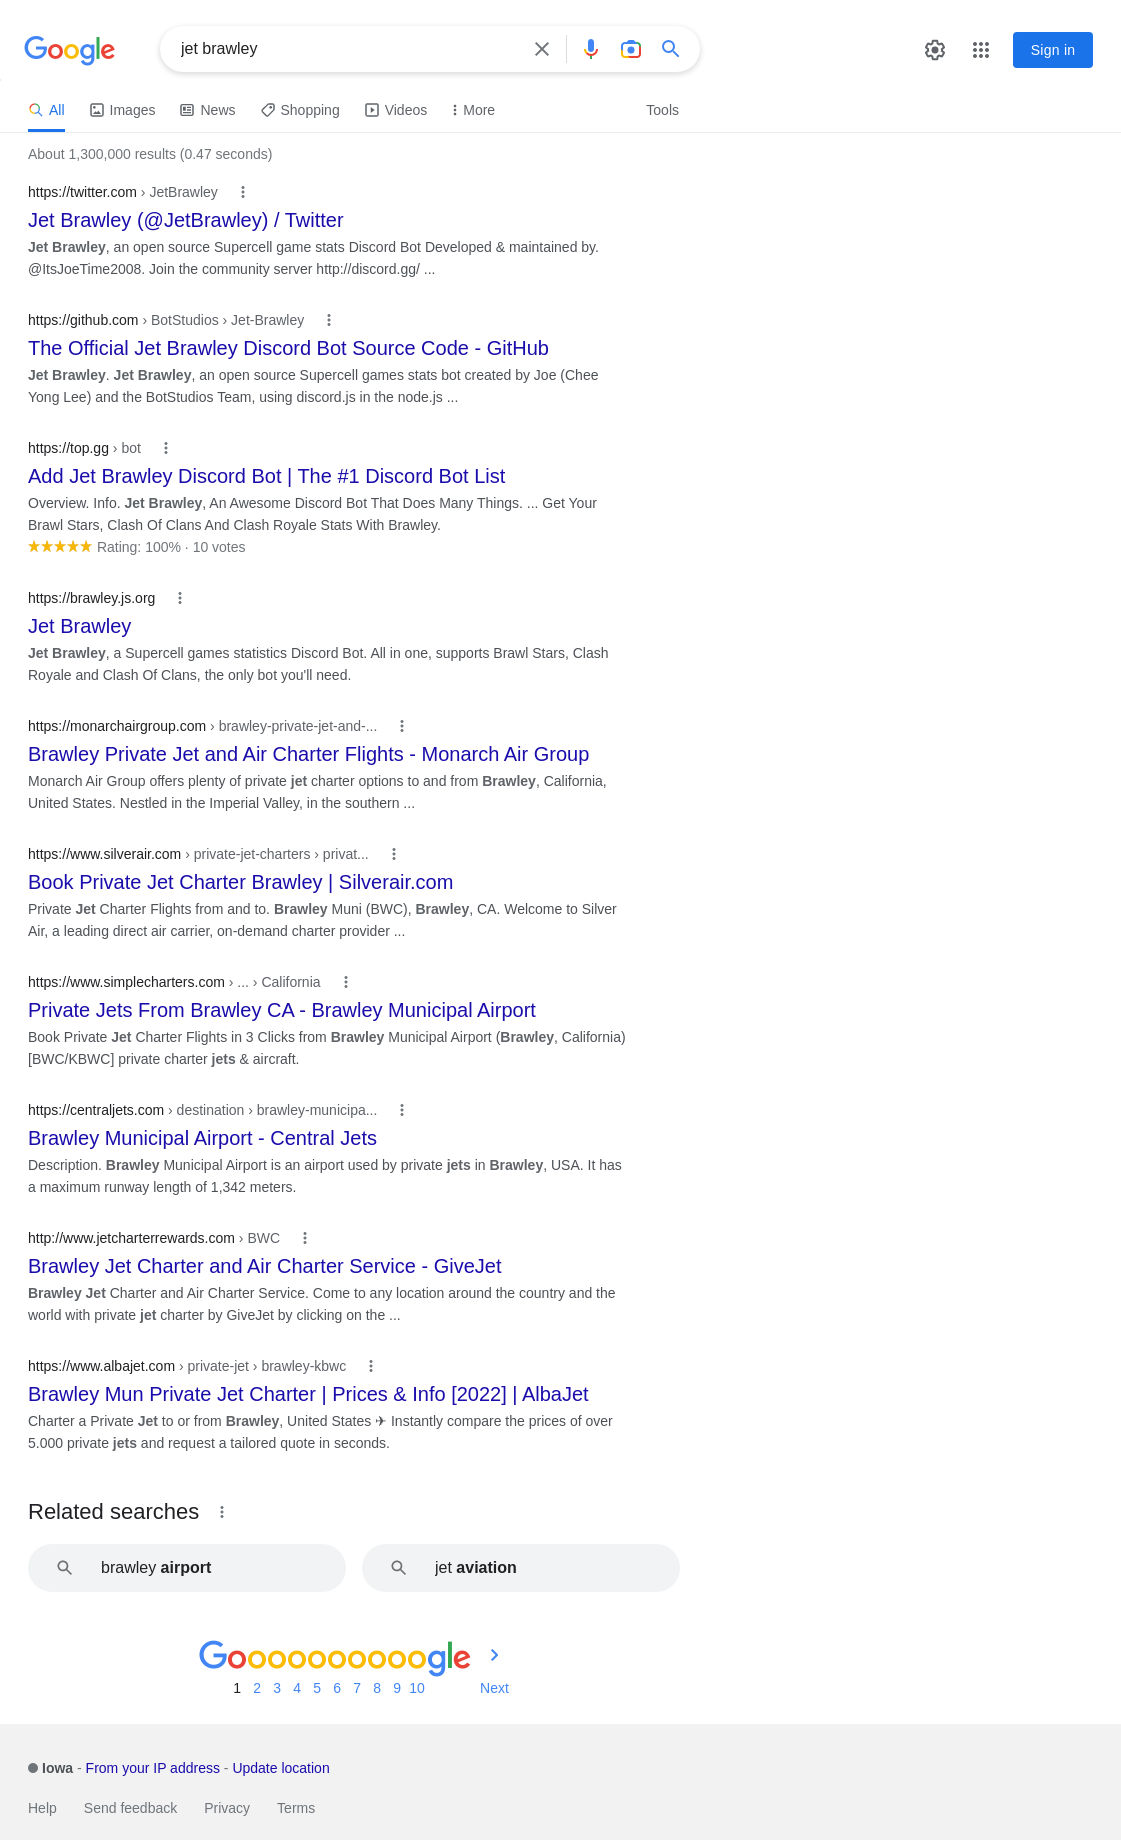 Google
jet brawley
Sign in
All
Images
News
Shopping
Videos
More
Tools
About 1,300,000 results (0.47 seconds)
https://twitter.com › JetBrawley
Jet Brawley (@JetBrawley) / Twitter
Jet Brawley, an open source Supercell game stats Discord Bot Developed & maintained by.
@ItsJoeTime2008. Join the community server http://discord.gg/ ...
https://github.com › BotStudios › Jet-Brawley
The Official Jet Brawley Discord Bot Source Code - GitHub
Jet Brawley. Jet Brawley, an open source Supercell games stats bot created by Joe (Chee
Yong Lee) and the BotStudios Team, using discord.js in the node.js ...
https://top.gg › bot
Add Jet Brawley Discord Bot | The #1 Discord Bot List
Overview. Info. Jet Brawley, An Awesome Discord Bot That Does Many Things. ... Get Your
Brawl Stars, Clash Of Clans And Clash Royale Stats With Brawley.
Rating: 100% · 10 votes
https://brawley.js.org
Jet Brawley
Jet Brawley, a Supercell games statistics Discord Bot. All in one, supports Brawl Stars, Clash
Royale and Clash Of Clans, the only bot you'll need.
https://monarchairgroup.com › brawley-private-jet-and-...
Brawley Private Jet and Air Charter Flights - Monarch Air Group
Monarch Air Group offers plenty of private jet charter options to and from Brawley, California,
United States. Nestled in the Imperial Valley, in the southern ...
https://www.silverair.com › private-jet-charters › privat...
Book Private Jet Charter Brawley | Silverair.com
Private Jet Charter Flights from and to. Brawley Muni (BWC), Brawley, CA. Welcome to Silver
Air, a leading direct air carrier, on-demand charter provider ...
https://www.simplecharters.com › ... › California
Private Jets From Brawley CA - Brawley Municipal Airport
Book Private Jet Charter Flights in 3 Clicks from Brawley Municipal Airport (Brawley, California)
[BWC/KBWC] private charter jets & aircraft.
https://centraljets.com › destination › brawley-municipa...
Brawley Municipal Airport - Central Jets
Description. Brawley Municipal Airport is an airport used by private jets in Brawley, USA. It has
a maximum runway length of 1,342 meters.
http://www.jetcharterrewards.com › BWC
Brawley Jet Charter and Air Charter Service - GiveJet
Brawley Jet Charter and Air Charter Service. Come to any location around the country and the
world with private jet charter by GiveJet by clicking on the ...
https://www.albajet.com › private-jet › brawley-kbwc
Brawley Mun Private Jet Charter | Prices & Info [2022] | AlbaJet
Charter a Private Jet to or from Brawley, United States ✈ Instantly compare the prices of over
5.000 private jets and request a tailored quote in seconds.
Related searches
brawley airport
jet aviation
Goooooooooogle
1 2 3 4 5 6 7 8 9 10 Next
Iowa - From your IP address - Update location
Help Send feedback Privacy Terms